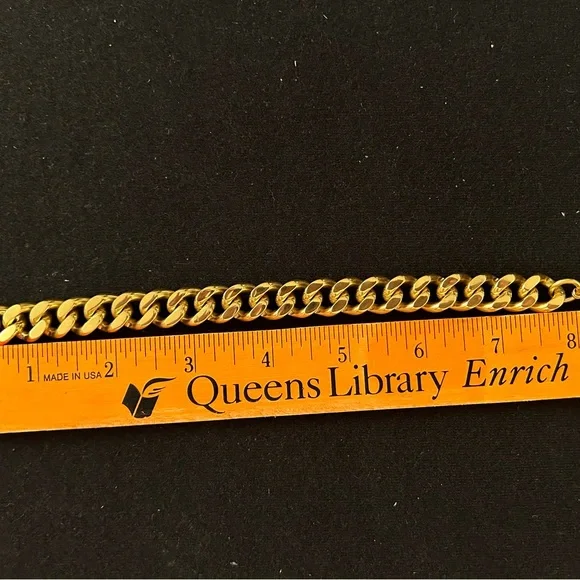 1 MADE IN USA 2 3 4 5 6 7 8
Queens Library Enrich